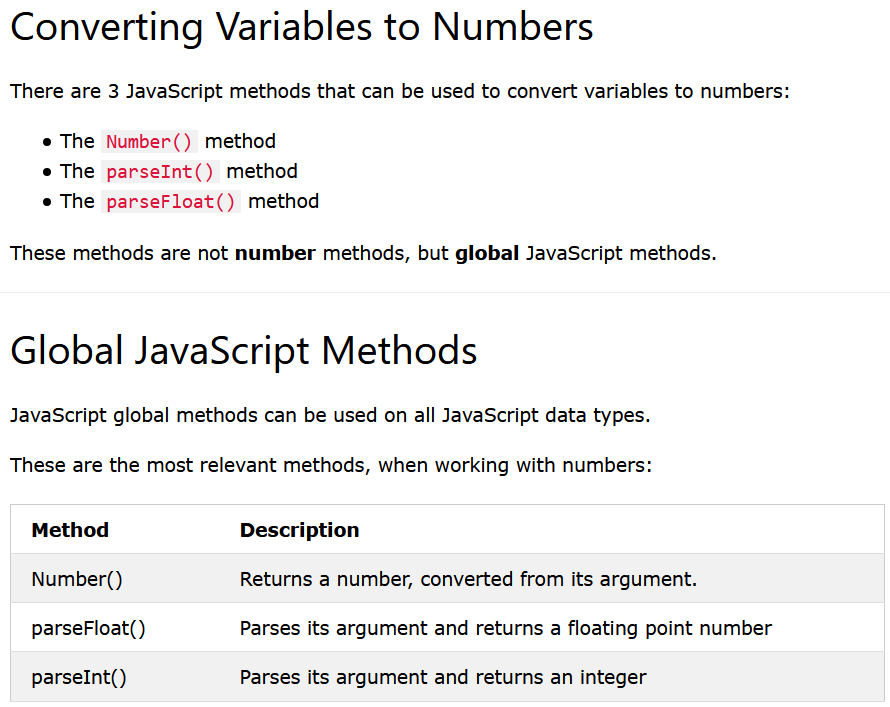 Converting Variables to Numbers
There are 3 JavaScript methods that can be used to convert variables to numbers:
The Number() method
The parseInt() method
The parseFloat() method
These methods are not number methods, but global JavaScript methods.
Global JavaScript Methods
JavaScript global methods can be used on all JavaScript data types.
These are the most relevant methods, when working with numbers:
Method Description
Number() Returns a number, converted from its argument.
parseFloat() Parses its argument and returns a floating point number
parseInt() Parses its argument and returns an integer